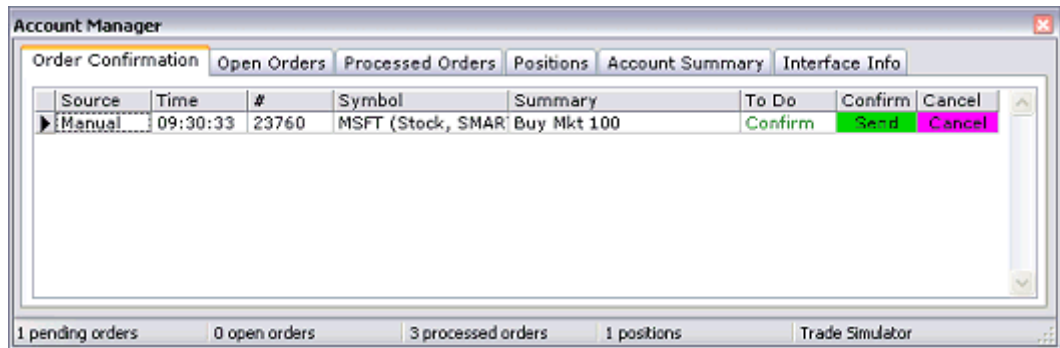 Account Manager
Order Confirmation Open Orders Processed Orders Positions Account Summary Interface Info
Source Time # Symbol Summary To Do Confirm Cancel
Manual 09:30:33 23760 MSFT (Stock, SMAR Buy Mkt 100 Confirm Send Cancel
1 pending orders 0 open orders 3 processed orders 1 positions Trade Simulator